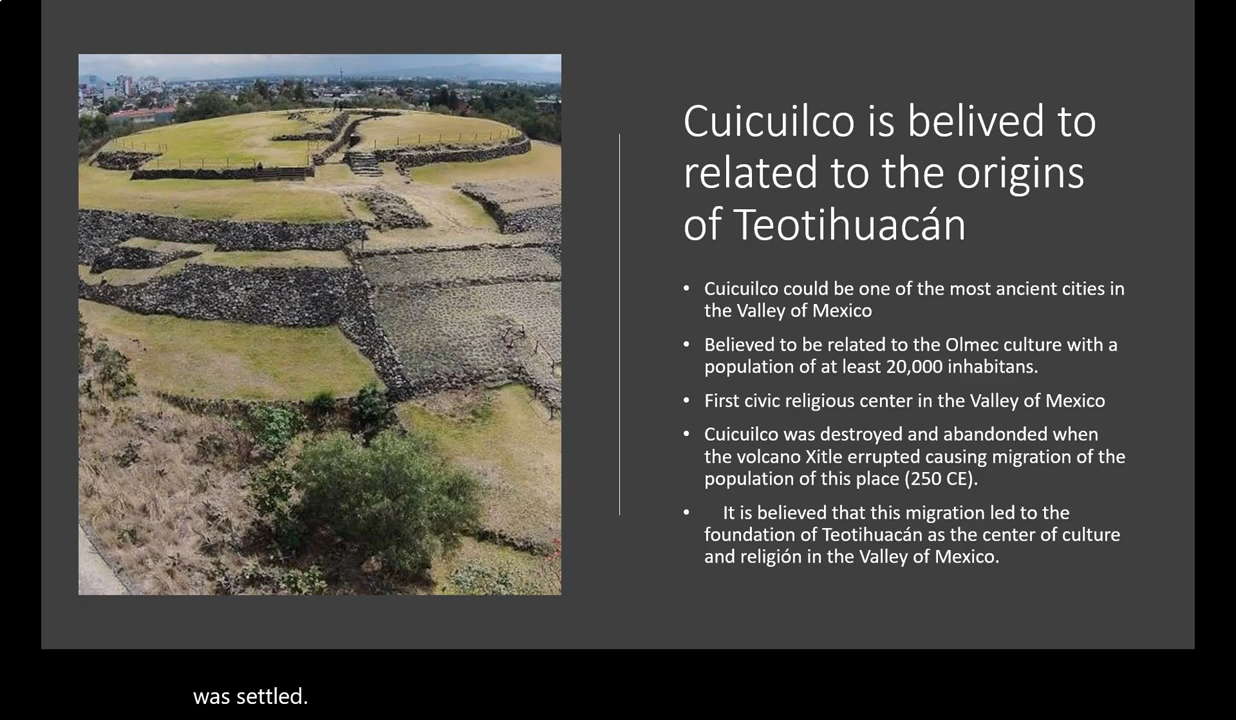 Cuicuilco is belived to
related to the origins
of Teotihuacán
• Cuicuilco could be one of the most ancient cities in
the Valley of Mexico
• Believed to be related to the Olmec culture with a
population of at least 20,000 inhabitans.
• First civic religious center in the Valley of Mexico
• Cuicuilco was destroyed and abandonded when
the volcano Xitle errupted causing migration of the
population of this place (250 CE).
• It is believed that this migration led to the
foundation of Teotihuacán as the center of culture
and religión in the Valley of Mexico.
was settled.